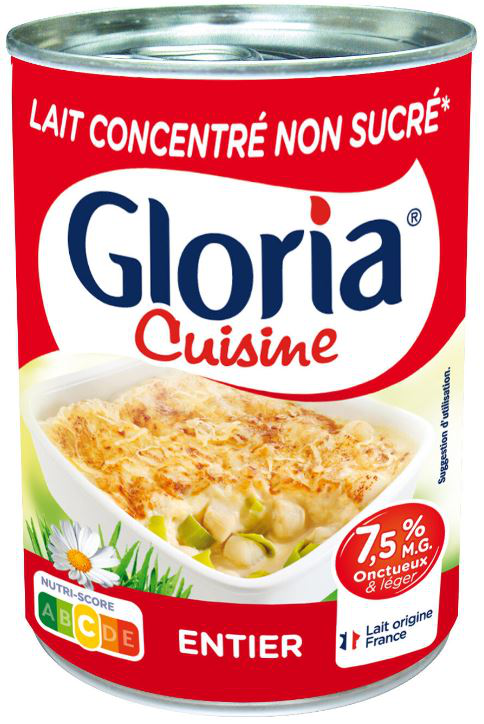 LAIT CONCENTRÉ NON SUCRÉ*
Gloria®
Cuisine
Suggestion d'utilisation.
7,5% M.G.
Onctueux
& léger
NUTRI-SCORE
A B C D E
ENTIER
Lait origine
France